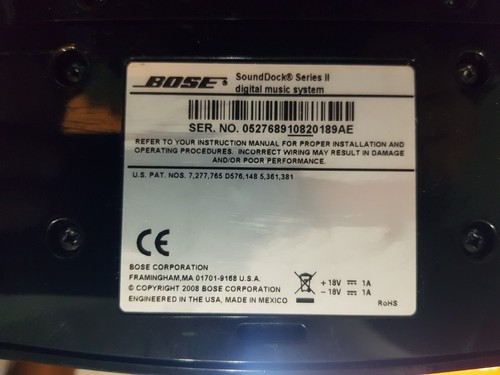 BOSE
SoundDock® Series II
digital music system
SER. NO. 05276891082​0189AE
REFER TO YOUR INSTRUCTION MANUAL FOR PROPER INSTALLATION AND
OPERATING PROCEDURES. INCORRECT WIRING MAY RESULT IN DAMAGE
AND/OR POOR PERFORMANCE.
U.S. PAT. NOS. 7,277,765 D576,148 5,361,381
CE
BOSE CORPORATION
FRAMINGHAM,MA 01701-9168 U.S.A.
© COPYRIGHT 2008 BOSE CORPORATION
ENGINEERED IN THE USA, MADE IN MEXICO
+18V ⎓ 1A
−18V ⎓ 1A
RoHS